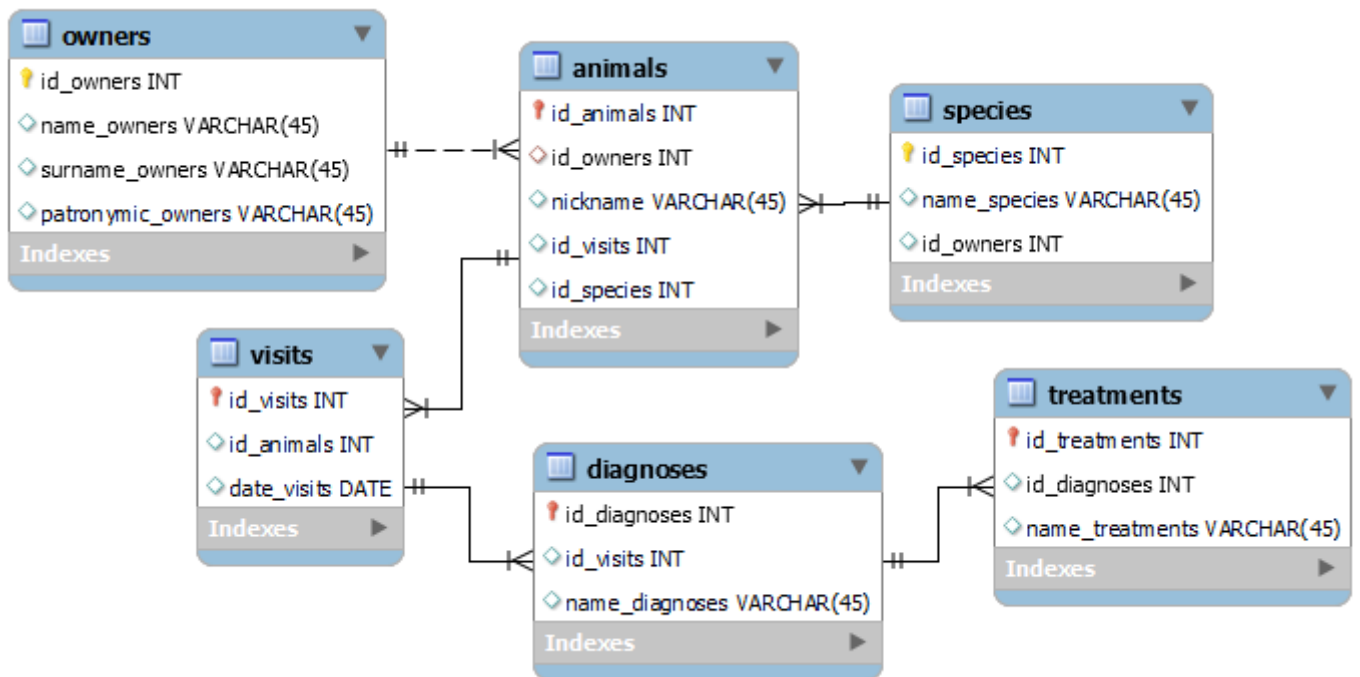 owners
id_owners INT
name_owners VARCHAR(45)
surname_owners VARCHAR(45)
patronymic_owners VARCHAR(45)
Indexes
animals
id_animals INT
id_owners INT
nickname VARCHAR(45)
id_visits INT
id_species INT
Indexes
species
id_species INT
name_species VARCHAR(45)
id_owners INT
Indexes
visits
id_visits INT
id_animals INT
date_visits DATE
Indexes
diagnoses
id_diagnoses INT
id_visits INT
name_diagnoses VARCHAR(45)
Indexes
treatments
id_treatments INT
id_diagnoses INT
name_treatments VARCHAR(45)
Indexes